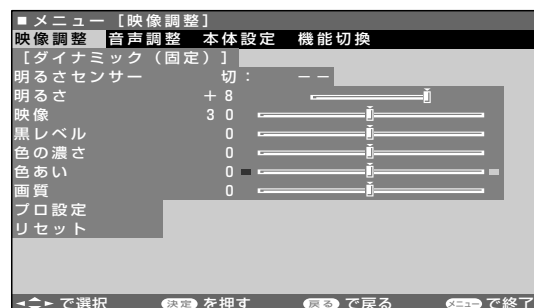 ■メニュー [映像調整]
映像調整 音声調整 本体設定 機能切換
[ダイナミック(固定)]
明るさセンサー 切: −−
明るさ +8
映像 30
黒レベル 0
色の濃さ 0
色あい 0
画質 0
プロ設定
リセット
で選択 決定 を押す 戻る で戻る メニュー で終了